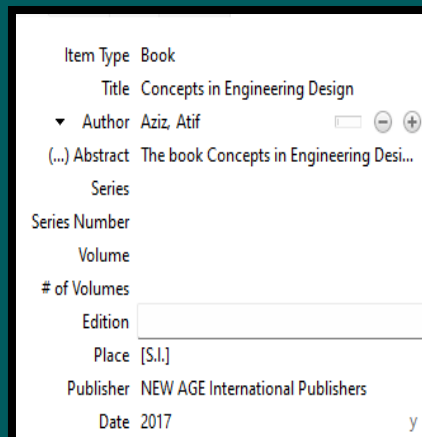 Item Type Book
Title Concepts in Engineering Design
Author Aziz, Atif
(...) Abstract The book Concepts in Engineering Desi...
Series
Series Number
Volume
# of Volumes
Edition
Place [S.I.]
Publisher NEW AGE International Publishers
Date 2017 y